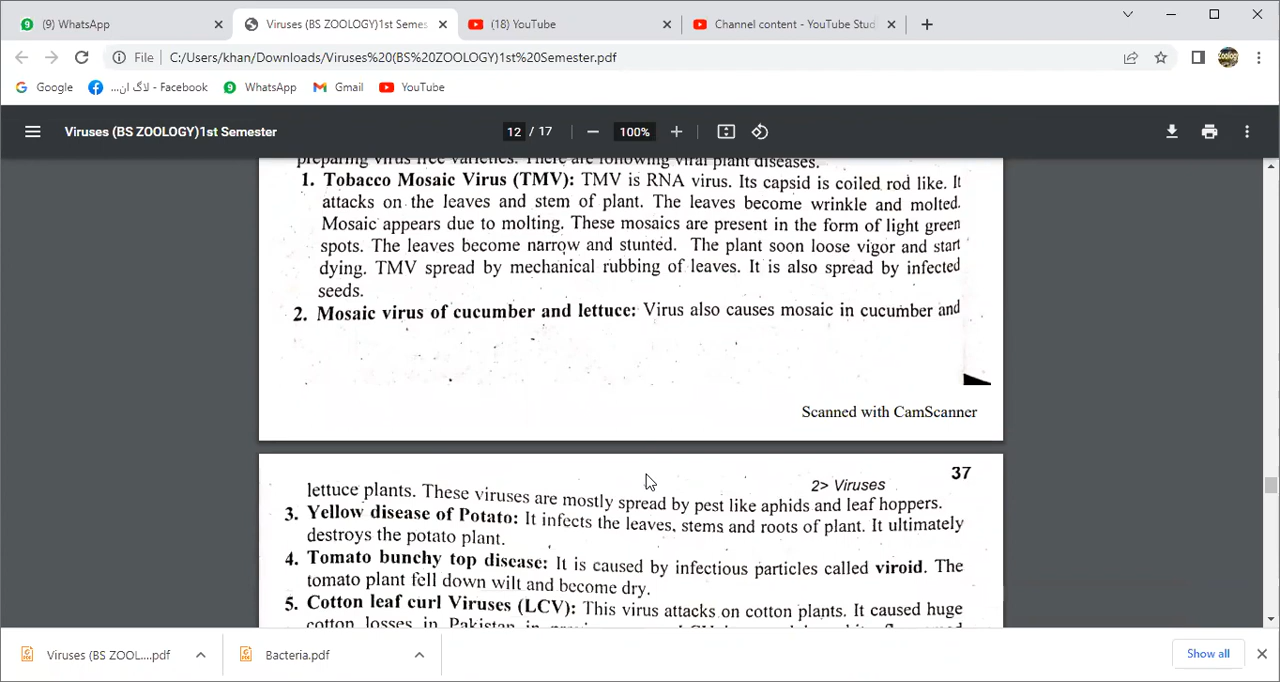 (9) WhatsApp
Viruses (BS ZOOLOGY)1st Semes
(18) YouTube
Channel content - YouTube Stud
File C:/Users/khan/Downloads/Viruses%20(BS%20ZOOLOGY)1st%20Semester.pdf
Google
لاگ ان... - Facebook
WhatsApp
Gmail
YouTube
Viruses (BS ZOOLOGY)1st Semester
12 / 17
100%
preparing virus free varieties. There are following viral plant diseases.
1. Tobacco Mosaic Virus (TMV): TMV is RNA virus. Its capsid is coiled rod like. It
attacks on the leaves and stem of plant. The leaves become wrinkle and molted.
Mosaic appears due to molting. These mosaics are present in the form of light green
spots. The leaves become narrow and stunted. The plant soon loose vigor and start
dying. TMV spread by mechanical rubbing of leaves. It is also spread by infected
seeds.
2. Mosaic virus of cucumber and lettuce: Virus also causes mosaic in cucumber and
Scanned with CamScanner
2> Viruses 37
lettuce plants. These viruses are mostly spread by pest like aphids and leaf hoppers.
3. Yellow disease of Potato: It infects the leaves, stems and roots of plant. It ultimately
destroys the potato plant.
4. Tomato bunchy top disease: It is caused by infectious particles called viroid. The
tomato plant fell down wilt and become dry.
5. Cotton leaf curl Viruses (LCV): This virus attacks on cotton plants. It caused huge
cotton losses in Pakistan in
Viruses (BS ZOOL....pdf
Bacteria.pdf
Show all